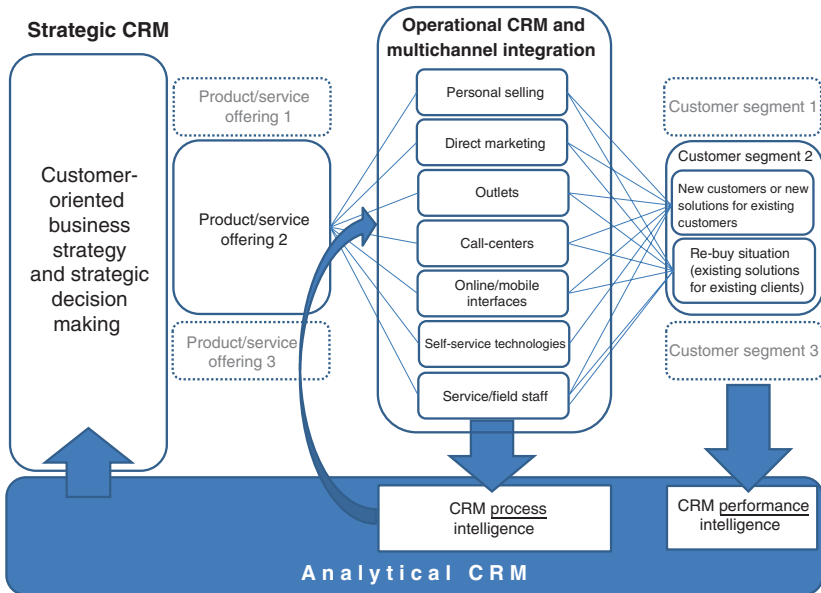 Strategic CRM
Customer-
oriented
business
strategy
and strategic
decision
making
Product/service
offering 1
Product/service
offering 2
Product/service
offering 3
Operational CRM and
multichannel integration
Personal selling
Direct marketing
Outlets
Call-centers
Online/mobile
interfaces
Self-service technologies
Service/field staff
Customer segment 1
Customer segment 2
New customers or new
solutions for existing
customers
Re-buy situation
(existing solutions
for existing clients)
Customer segment 3
CRM process
intelligence
CRM performance
intelligence
Analytical CRM